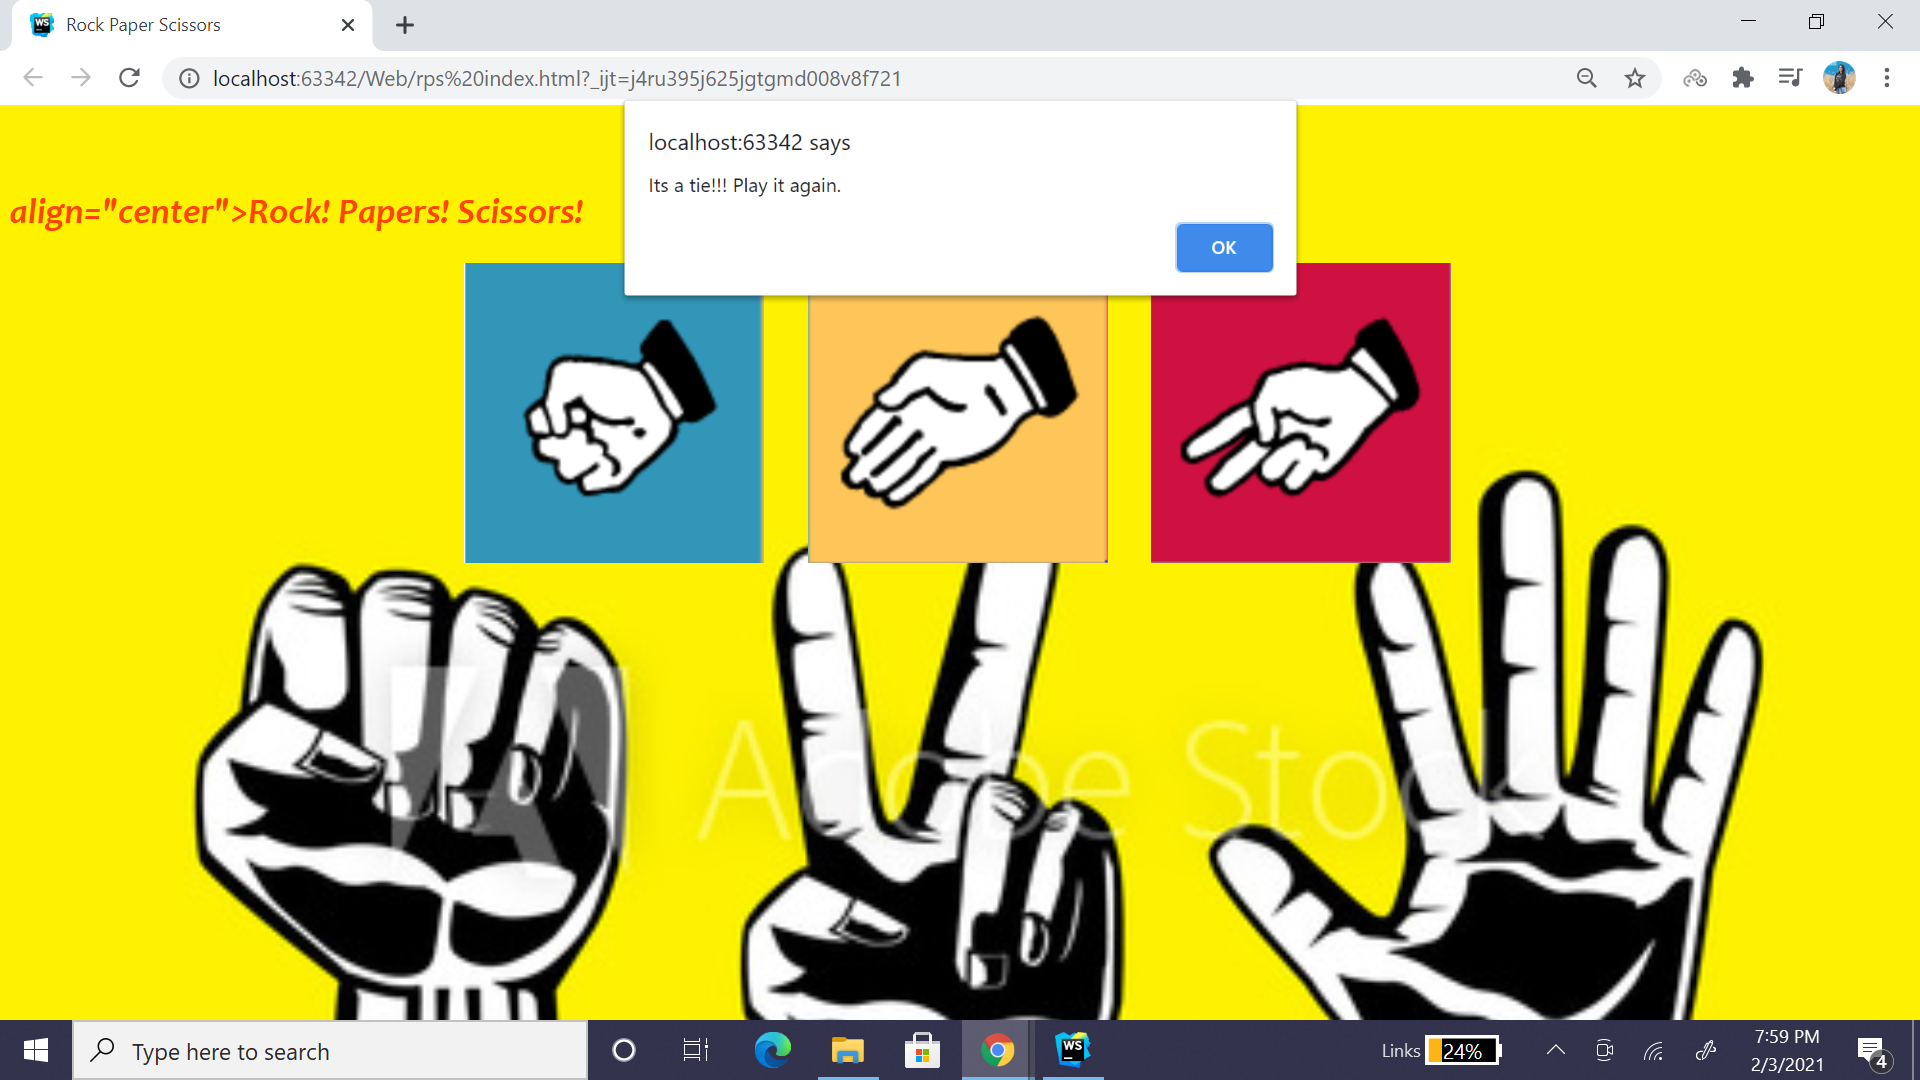 WS
Rock Paper Scissors
localhost:63342/Web/rps%20index.html?_ijt=j4ru395j625jgtgmd008v8f721
localhost:63342 says
Its a tie!!! Play it again.
OK
align="center">Rock! Papers! Scissors!
A Adobe Stock
Type here to search
WS
Links
24%
7:59 PM
2/3/2021
4